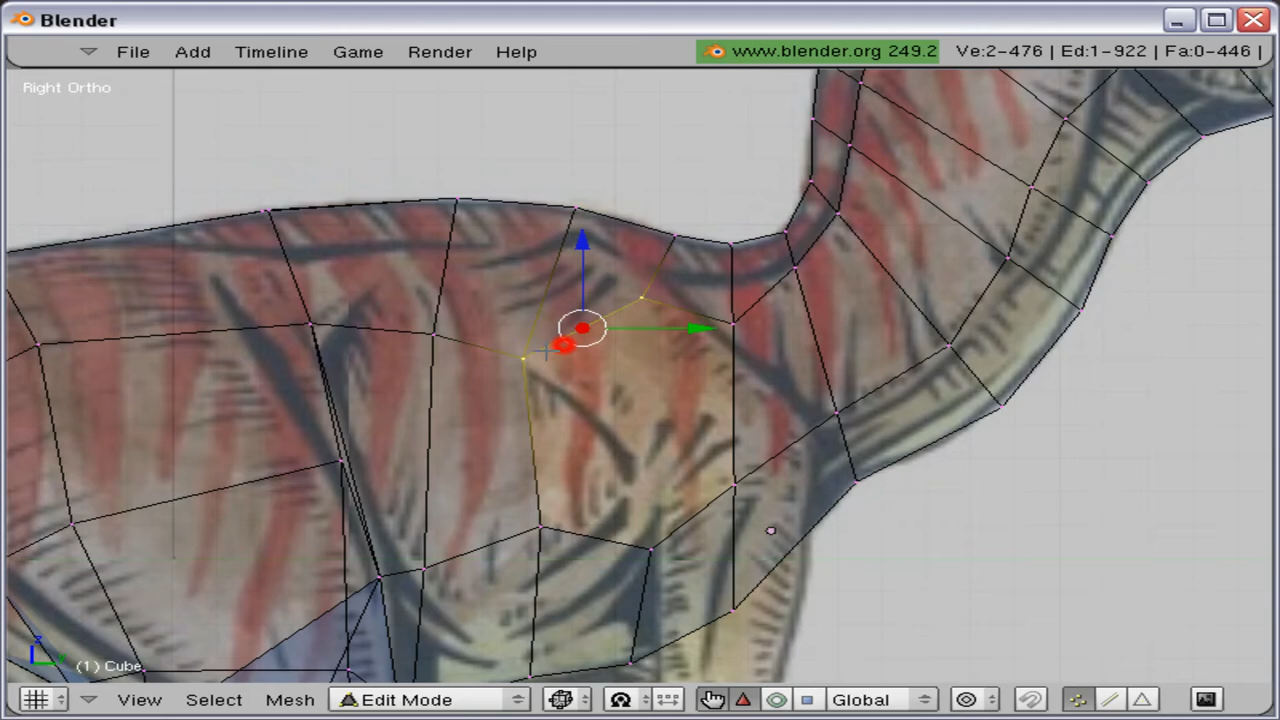 Blender
File Add Timeline Game Render Help www.blender.org 249.2 Ve:2-476 | Ed:1-922 | Fa:0-446 |
Right Ortho
z
(1) Cube
View Select Mesh Edit Mode Global